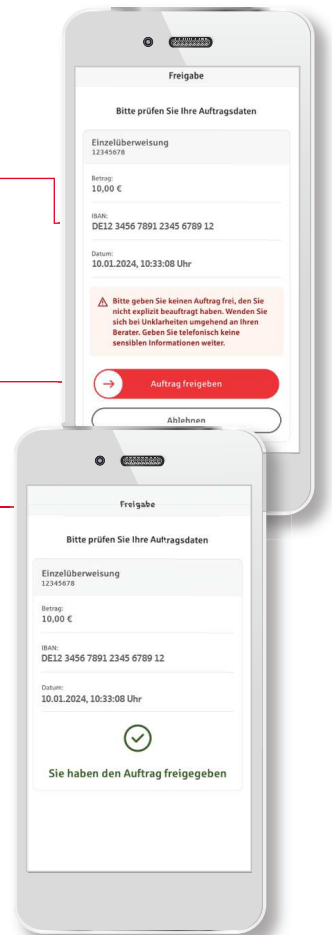 Freigabe
Bitte prüfen Sie Ihre Auftragsdaten
Einzelüberweisung
12345678
Betrag:
10,00 €
IBAN:
DE12 3456 7891 2345 6789 12
Datum:
10.01.2024, 10:33:08 Uhr
Bitte geben Sie keinen Auftrag frei, den Sie
nicht explizit beauftragt haben. Wenden Sie
sich bei Unklarheiten umgehend an Ihren
Berater. Geben Sie telefonisch keine
sensiblen Informationen weiter.
Auftrag freigeben
Ablehnen
Freigabe
Bitte prüfen Sie Ihre Auftragsdaten
Einzelüberweisung
12345678
Betrag:
10,00 €
IBAN:
DE12 3456 7891 2345 6789 12
Datum:
10.01.2024, 10:33:08 Uhr
Sie haben den Auftrag freigegeben